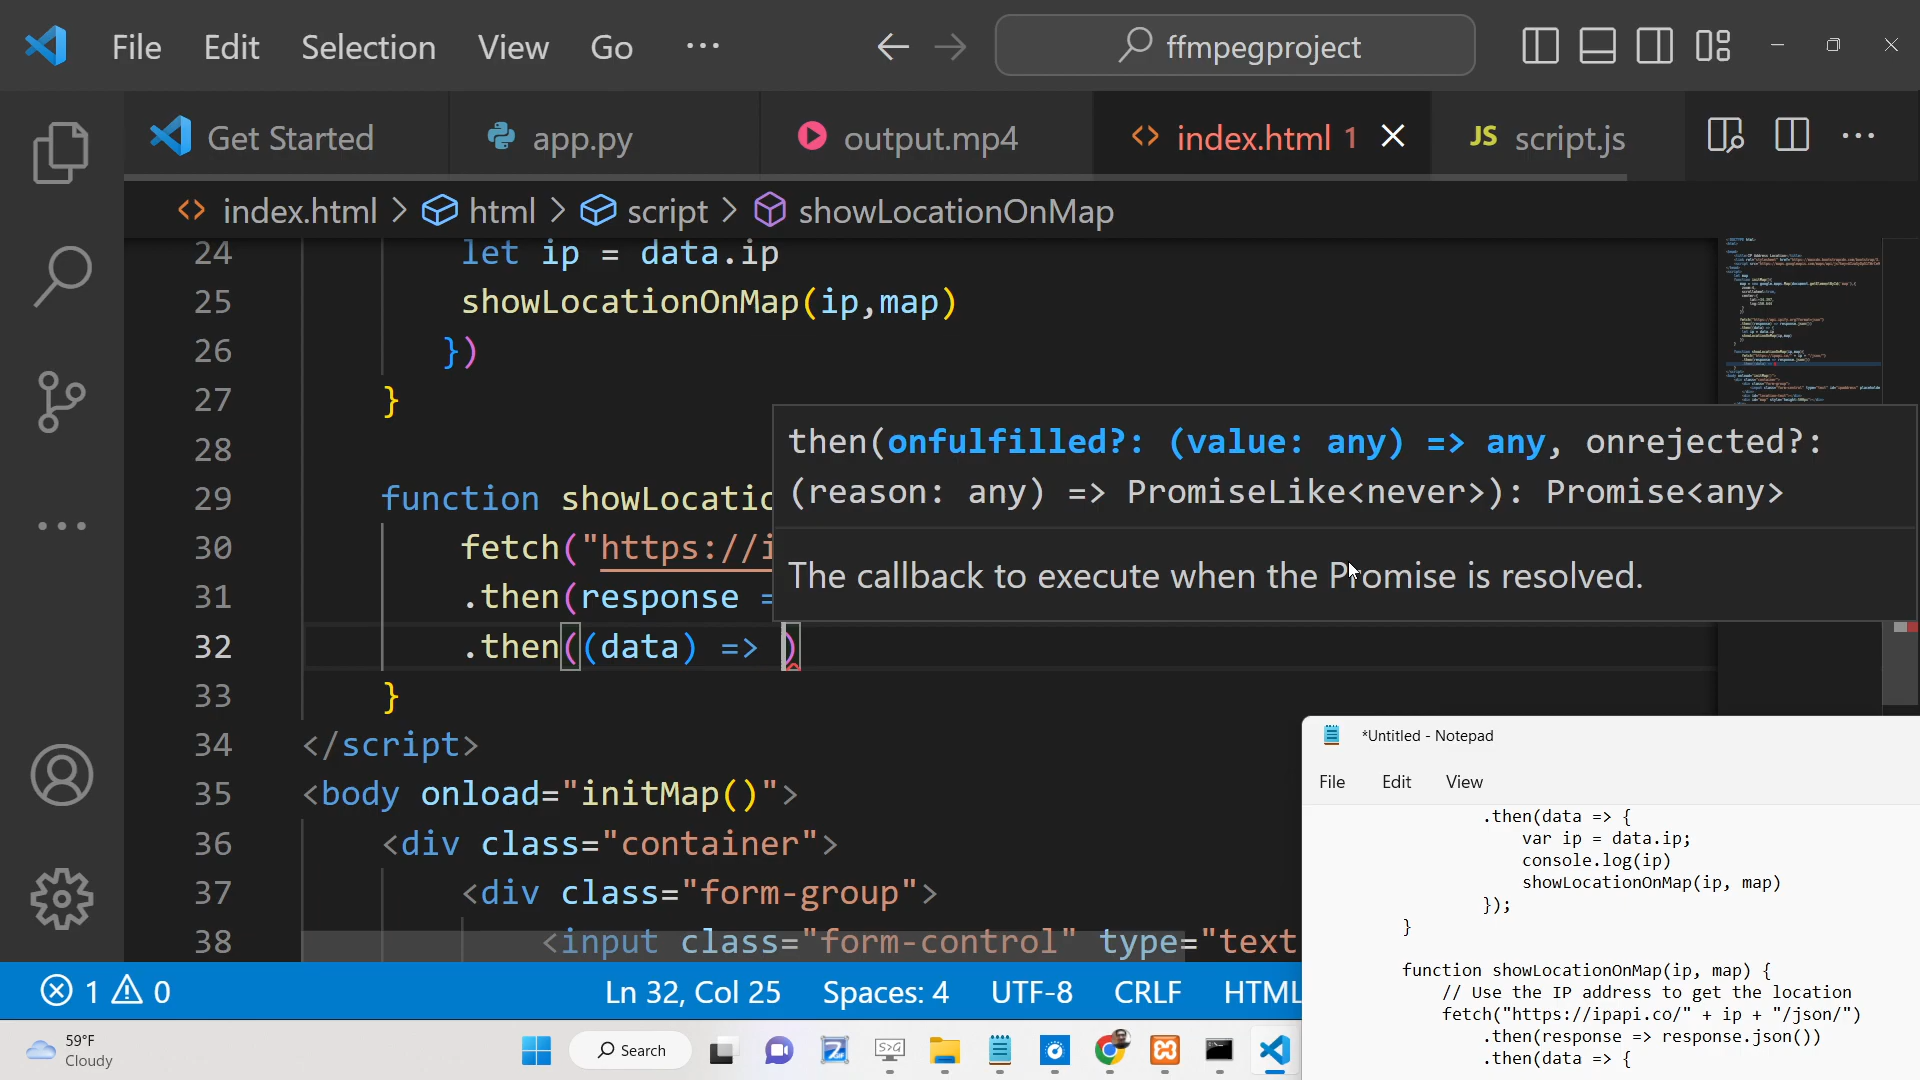 File Edit Selection View Go ··· ffmpegproject
Get Started app.py output.mp4 index.html 1 JS script.js
index.html > html > script > showLocationOnMap
24 let ip = data.ip
25 showLocationOnMap(ip,map)
26 })
27 }
28
29 function showLocatio
30 fetch("https://i
31 .then(response =
32 .then((data) => )
33 }
34 </script>
35 <body onload="initMap()">
36 <div class="container">
37 <div class="form-group">
38 <input class="form-control" type="text
then(onfulfilled?: (value: any) => any, onrejected?:
(reason: any) => PromiseLike<never>): Promise<any>
The callback to execute when the Promise is resolved.
*Untitled - Notepad
File Edit View
.then(data => {
var ip = data.ip;
console.log(ip)
showLocationOnMap(ip, map)
});
}
function showLocationOnMap(ip, map) {
// Use the IP address to get the location
fetch("https://ipapi.co/" + ip + "/json/")
.then(response => response.json())
.then(data => {
1 0 Ln 32, Col 25 Spaces: 4 UTF-8 CRLF HTML
59°F
Cloudy
Search